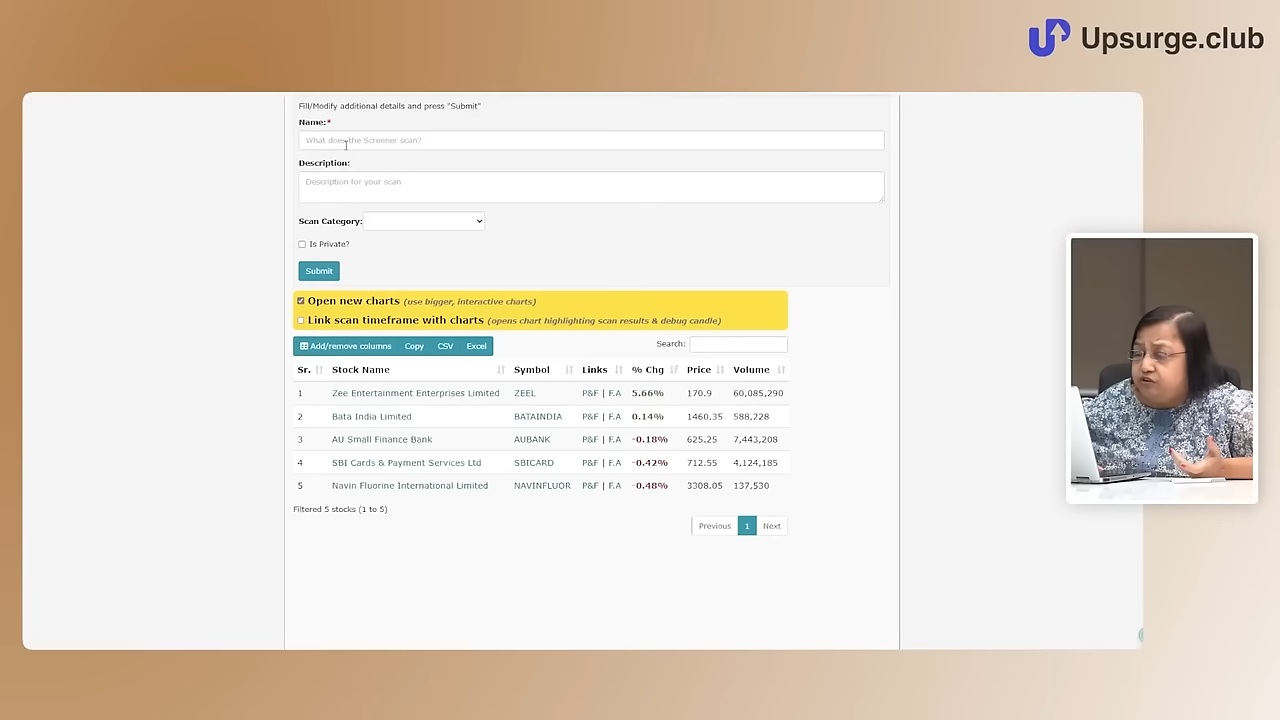 Upsurge.club
Fill/Modify additional details and press "Submit"
Name:*
What does the Screener scan?
Description:
Description for your scan
Scan Category:
Is Private?
Submit
Open new charts (use bigger, interactive charts)
Link scan timeframe with charts (opens chart highlighting scan results & debug candle)
Add/remove columns Copy CSV Excel Search:
Sr. Stock Name Symbol Links % Chg Price Volume
1 Zee Entertainment Enterprises Limited ZEEL P&F | F.A 5.66% 170.9 60,085,290
2 Bata India Limited BATAINDIA P&F | F.A 0.14% 1460.35 588,228
3 AU Small Finance Bank AUBANK P&F | F.A -0.18% 625.25 7,443,208
4 SBI Cards & Payment Services Ltd SBICARD P&F | F.A -0.42% 712.55 4,124,185
5 Navin Fluorine International Limited NAVINFLUOR P&F | F.A -0.48% 3308.05 137,530
Filtered 5 stocks (1 to 5)
Previous 1 Next